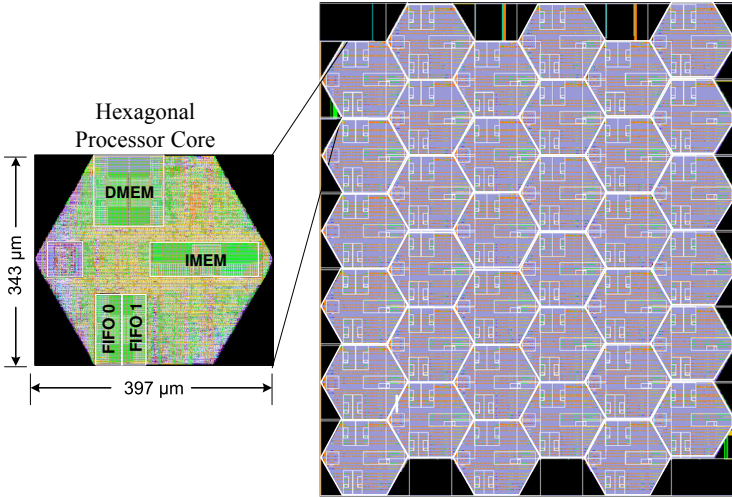 Hexagonal
Processor Core
DMEM
IMEM
FIFO 0
FIFO 1
343 µm
397 µm